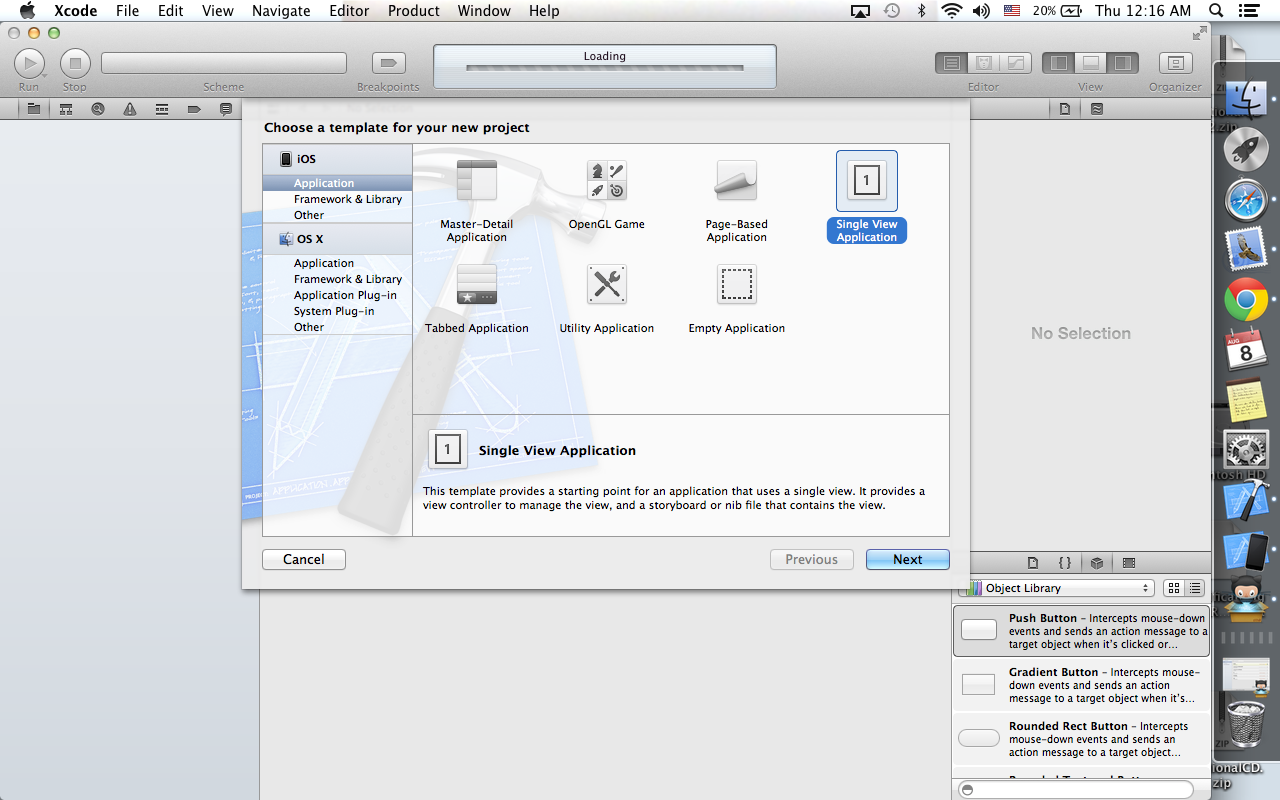 Xcode File Edit View Navigate Editor Product Window Help 20% Thu 12:16 AM
Loading
Run Stop Scheme Breakpoints Editor View Organizer
Choose a template for your new project
iOS
Application
Framework & Library
Other
OS X
Application
Framework & Library
Application Plug-in
System Plug-in
Other
Master-Detail
Application
OpenGL Game
Page-Based
Application
1
Single View
Application
Tabbed Application
Utility Application
Empty Application
1
Single View Application
This template provides a starting point for an application that uses a single view. It provides a
view controller to manage the view, and a storyboard or nib file that contains the view.
Cancel
Previous
Next
No Selection
{ }
Object Library
Push Button – Intercepts mouse-down
events and sends an action message to a
target object when it's clicked or...
Gradient Button – Intercepts mouse-
down events and sends an action
message to a target object when it's...
Rounded Rect Button – Intercepts
mouse-down events and sends an
action message to a target object...
AUG
8
ZIP
ionalCD.
zip